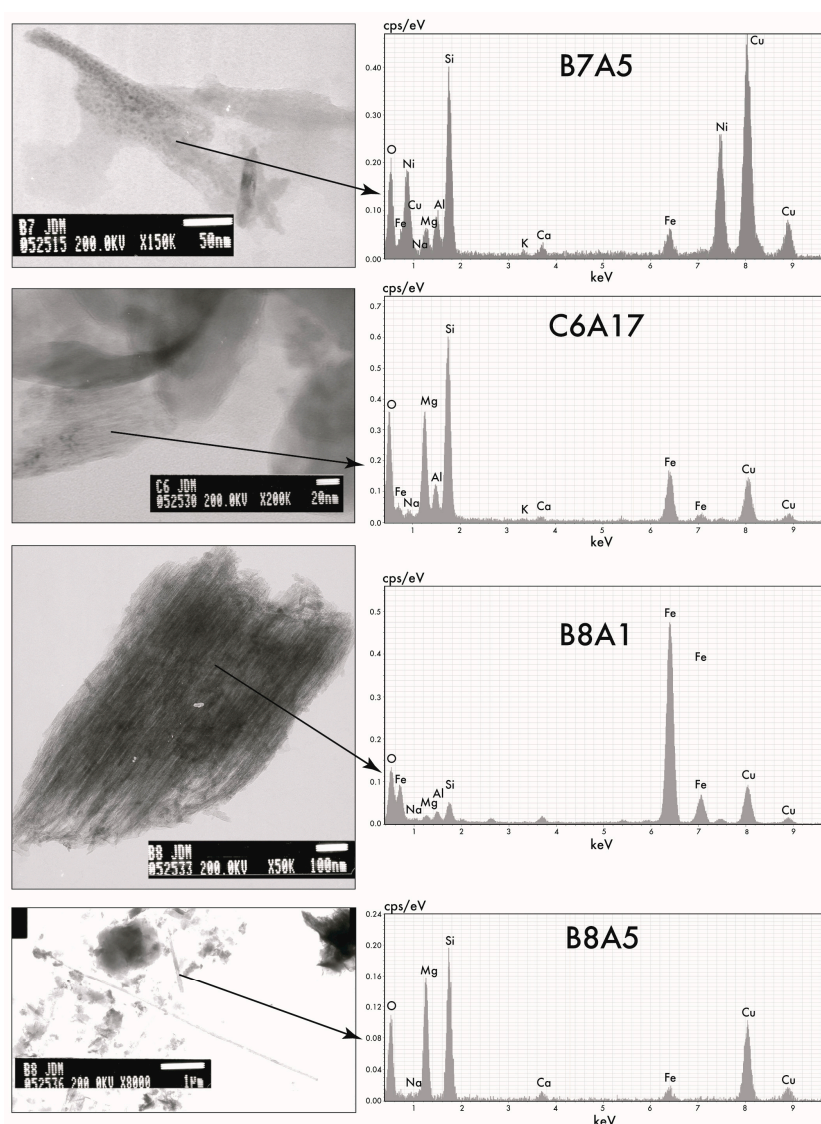 cps/eV
B7A5
Cu
Si
Ni
O
Ni
Cu
Al
Fe
Mg
Na
K
Ca
Fe
Cu
0.40
0.30
0.20
0.10
0.00
1 2 3 4 5 6 7 8 9
keV
B7 JDM
052515 200.0KV X150K 50nm
cps/eV
C6A17
Si
O
Mg
Al
Fe
Na
K
Ca
Fe
Fe
Cu
Cu
0.7
0.6
0.5
0.4
0.3
0.2
0.1
0.0
1 2 3 4 5 6 7 8 9
keV
C6 JDM
052530 200.0KV X200K 20nm
cps/eV
B8A1
Fe
Fe
O
Fe
Na
Mg
Al
Si
Fe
Cu
Cu
0.5
0.4
0.3
0.2
0.1
0.0
1 2 3 4 5 6 7 8 9
keV
B8 JDM
052533 200.0KV X50K 100nm
cps/eV
B8A5
Si
Mg
O
Na
Ca
Fe
Cu
Cu
0.24
0.20
0.16
0.12
0.08
0.04
0.00
1 2 3 4 5 6 7 8 9
keV
B8 JDM
052536 200.0KV X8000 1µm